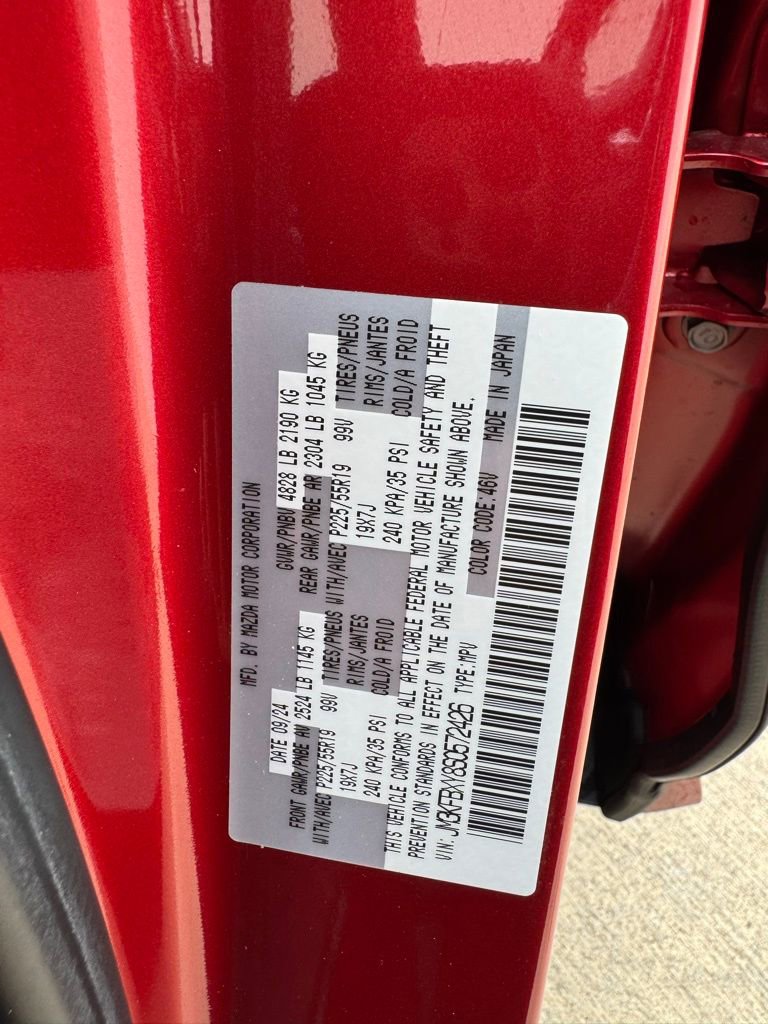 MFD. BY MAZDA MOTOR CORPORATION
DATE 09/24 GVWR/PNBV 4828 LB 2190 KG
FRONT GAWR/PNBE AV 2524 LB 1145 KG REAR GAWR/PNBE AR 2304 LB 1045 KG
WITH/AVEC P225/55R19 99V TIRES/PNEUS WITH/AVEC P225/55R19 99V TIRES/PNEUS
19X7J RIMS/JANTES 19X7J RIMS/JANTES
240 KPA/35 PSI COLD/A FROID 240 KPA/35 PSI COLD/A FROID
THIS VEHICLE CONFORMS TO ALL APPLICABLE FEDERAL MOTOR VEHICLE SAFETY AND THEFT
PREVENTION STANDARDS IN EFFECT ON THE DATE OF MANUFACTURE SHOWN ABOVE.
VIN: JM3KFBXY8S0572426 TYPE:MPV COLOR CODE:46V MADE IN JAPAN